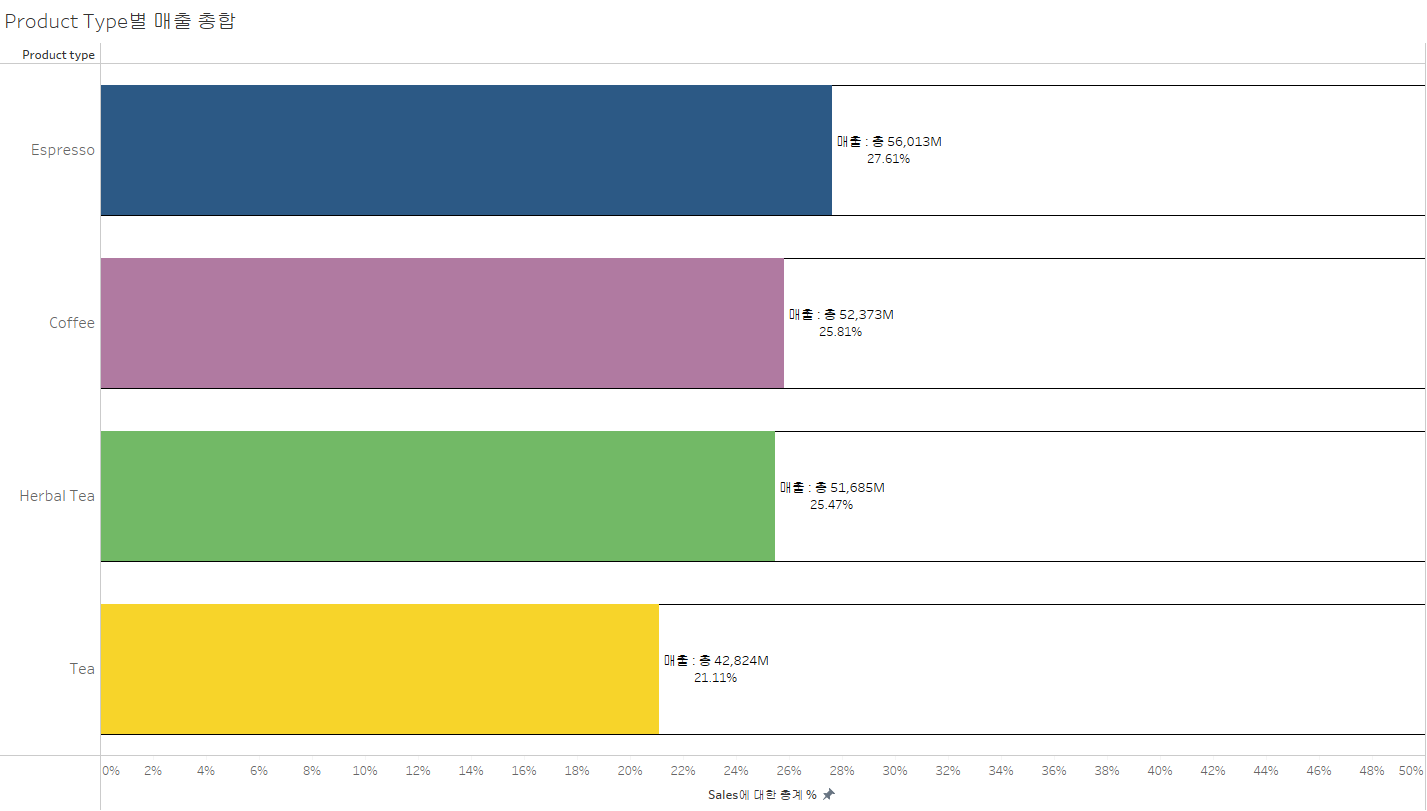 Product Type별 매출 총합
Product type
Espresso
매출 : 총 56,013M
27.61%
Coffee
매출 : 총 52,373M
25.81%
Herbal Tea
매출 : 총 51,685M
25.47%
Tea
매출 : 총 42,824M
21.11%
0% 2% 4% 6% 8% 10% 12% 14% 16% 18% 20% 22% 24% 26% 28% 30% 32% 34% 36% 38% 40% 42% 44% 46% 48% 50%
Sales에 대한 총계 %